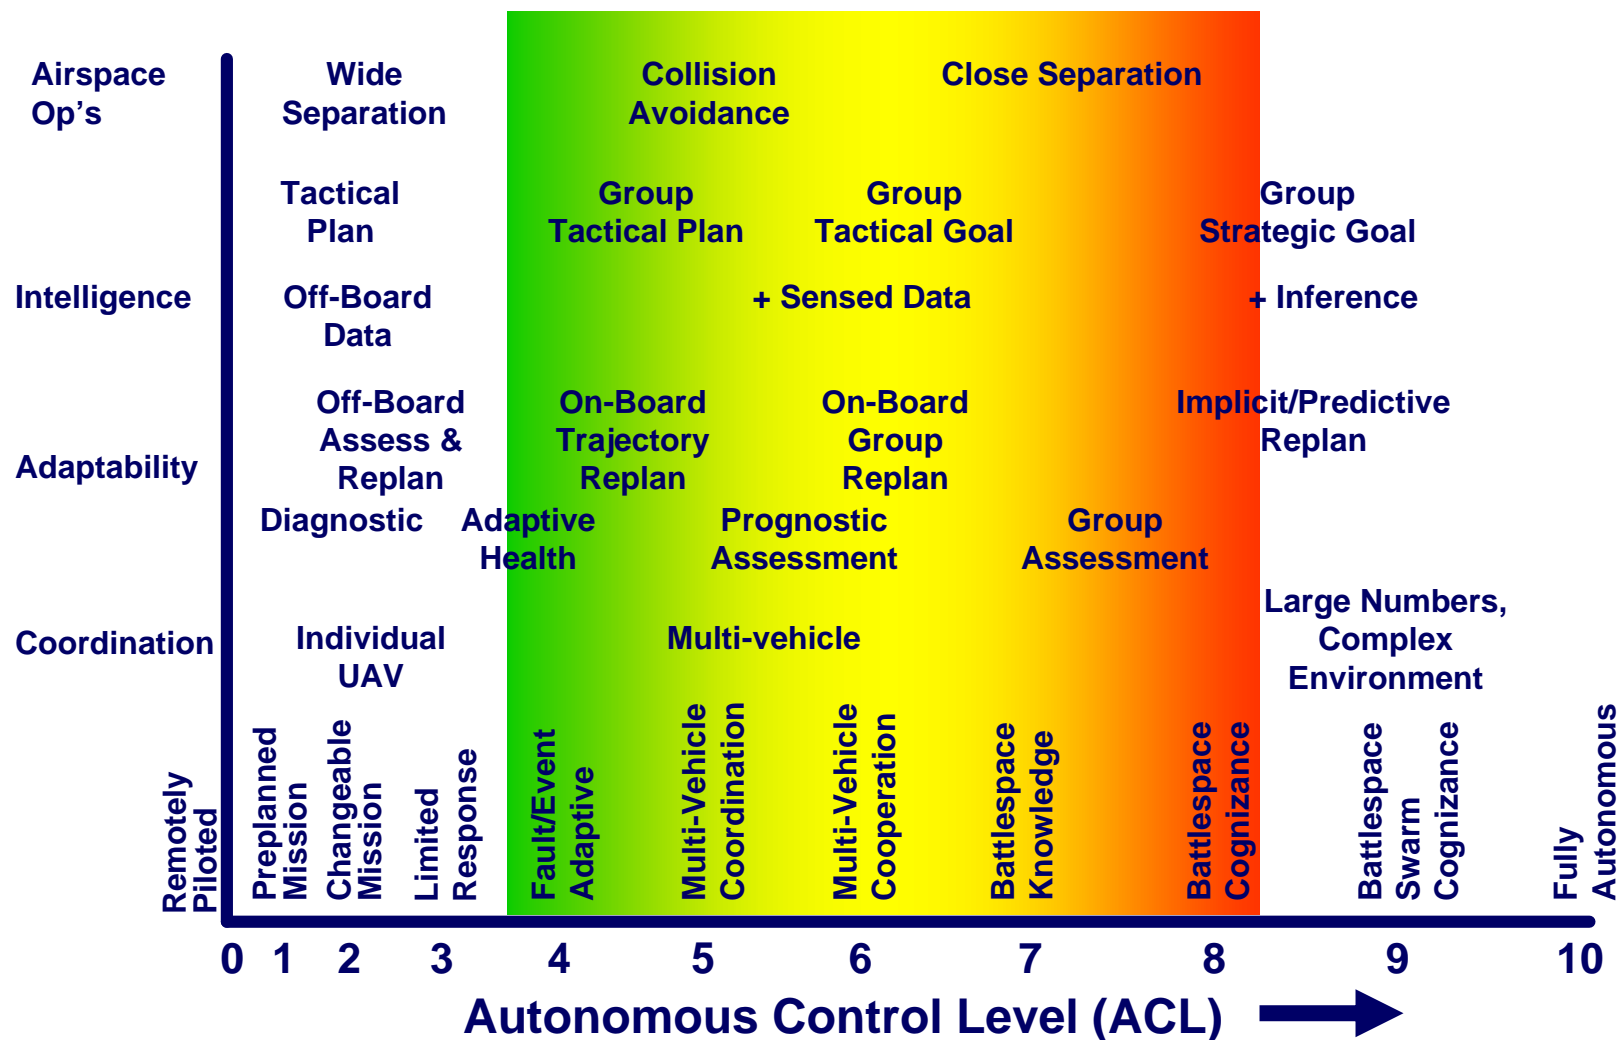 Airspace
Op's
Wide
Separation
Collision
Avoidance
Close Separation
Tactical
Plan
Group
Tactical Plan
Group
Tactical Goal
Group
Strategic Goal
Intelligence
Off-Board
Data
+ Sensed Data
+ Inference
Adaptability
Off-Board
Assess &
Replan
On-Board
Trajectory
Replan
On-Board
Group
Replan
Implicit/Predictive
Replan
Diagnostic
Adaptive
Health
Prognostic
Assessment
Group
Assessment
Coordination
Individual
UAV
Multi-vehicle
Large Numbers,
Complex
Environment
Remotely
Piloted
Preplanned
Mission
Changeable
Mission
Limited
Response
Fault/Event
Adaptive
Multi-Vehicle
Coordination
Multi-Vehicle
Cooperation
Battlespace
Knowledge
Battlespace
Cognizance
Battlespace
Swarm
Cognizance
Fully
Autonomous
0 1 2 3 4 5 6 7 8 9 10
Autonomous Control Level (ACL)